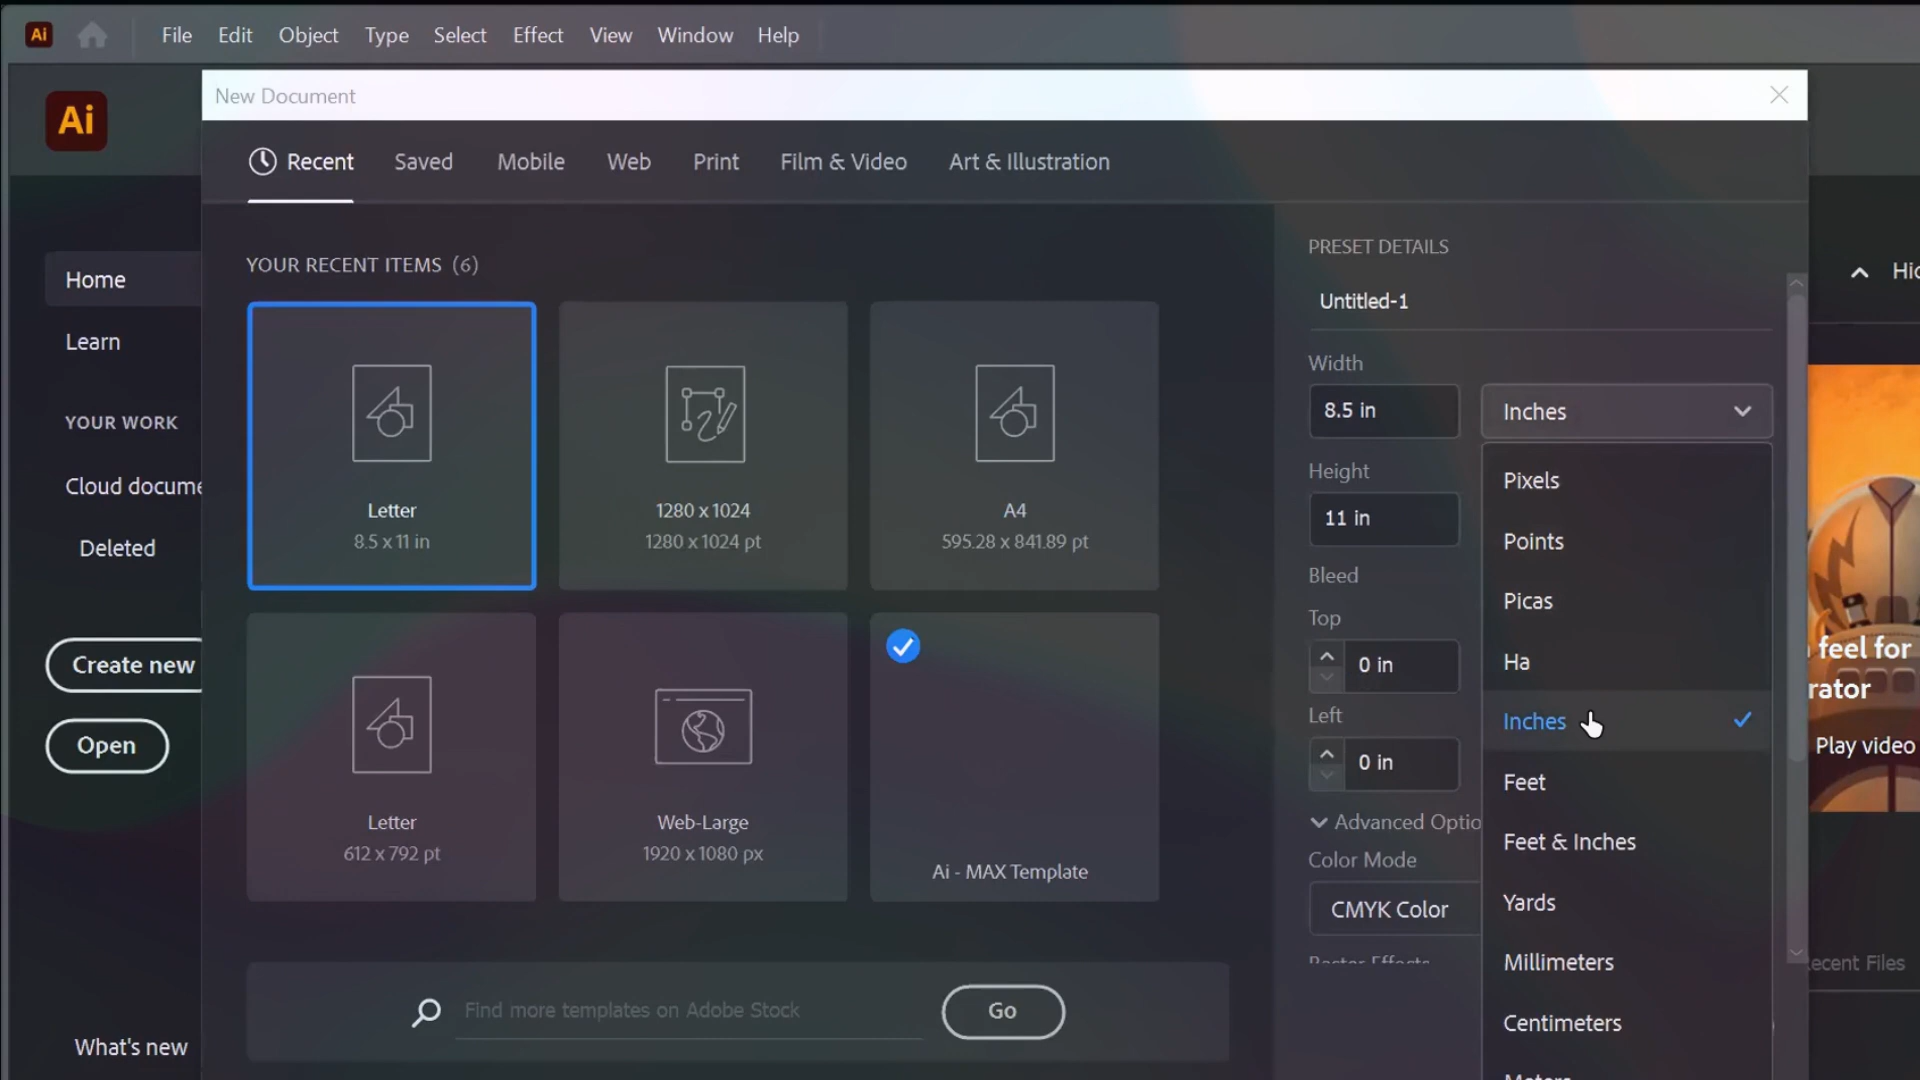 Ai
File
Edit
Object
Type
Select
Effect
View
Window
Help
Ai
New Document
Recent
Saved
Mobile
Web
Print
Film & Video
Art & Illustration
Home
Learn
YOUR WORK
Cloud docume
Deleted
Create new
Open
What's new
YOUR RECENT ITEMS (6)
Letter
8.5 x 11 in
1280 x 1024
1280 x 1024 pt
A4
595.28 x 841.89 pt
Letter
612 x 792 pt
Web-Large
1920 x 1080 px
Ai - MAX Template
Find more templates on Adobe Stock
Go
PRESET DETAILS
Untitled-1
Width
8.5 in
Inches
Height
11 in
Bleed
Top
0 in
Left
0 in
Advanced Optio
Color Mode
CMYK Color
Raster Effects
Pixels
Points
Picas
Ha
Inches
Feet
Feet & Inches
Yards
Millimeters
Centimeters
Meters
Hid
feel for
rator
Play video
Recent Files